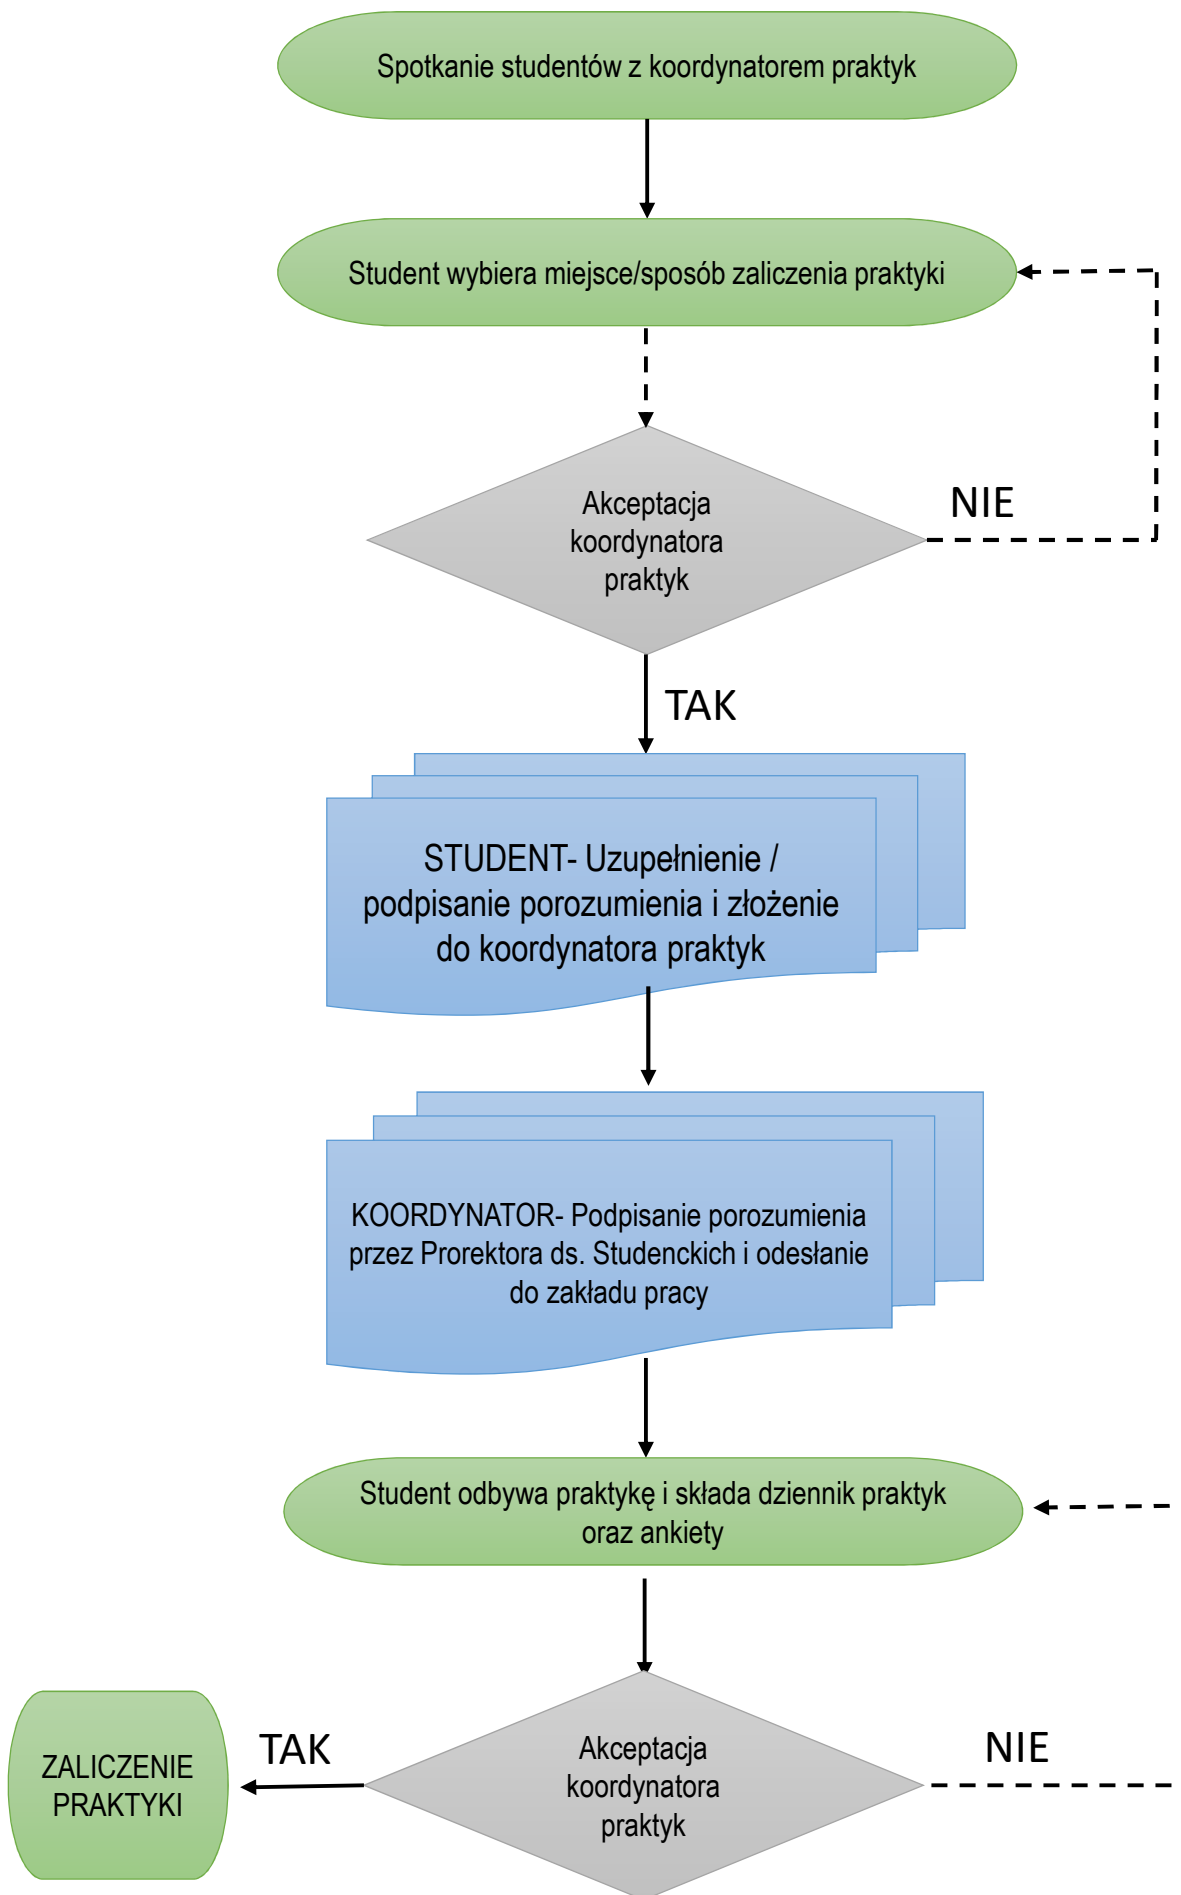 Spotkanie studentów z koordynatorem praktyk
Student wybiera miejsce/sposób zaliczenia praktyki
Akceptacja
koordynatora
praktyk
NIE
TAK
STUDENT- Uzupełnienie /
podpisanie porozumienia i złożenie
do koordynatora praktyk
KOORDYNATOR- Podpisanie porozumienia
przez Prorektora ds. Studenckich i odesłanie
do zakładu pracy
Student odbywa praktykę i składa dziennik praktyk
oraz ankiety
Akceptacja
koordynatora
praktyk
TAK
NIE
ZALICZENIE
PRAKTYKI